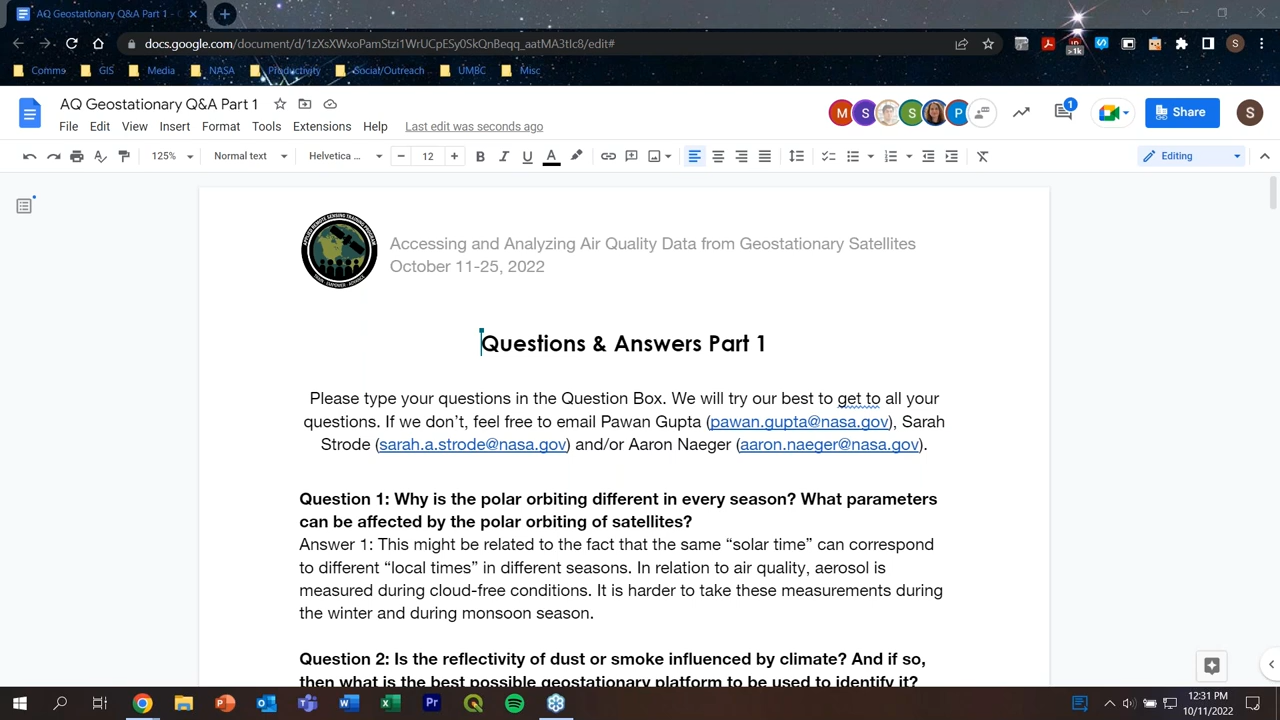 AQ Geostationary Q&A Part 1 -
docs.google.com/document/d/1zXsXWxoPamStzi1WrUCpESy0SkQnBeqq_aatMA3tIc8/edit#
>1k
S
Comms
GIS
Media
NASA
Productivity
Social/Outreach
UMBC
Misc
AQ Geostationary Q&A Part 1
M
S
S
P
1
Share
S
File
Edit
View
Insert
Format
Tools
Extensions
Help
Last edit was seconds ago
125%
Normal text
Helvetica ...
12
B
I
U
A
Editing
Accessing and Analyzing Air Quality Data from Geostationary Satellites
October 11-25, 2022
APPLIED REMOTE SENSING TRAINING PROGRAM
Questions & Answers Part 1
Please type your questions in the Question Box. We will try our best to get to all your
questions. If we don’t, feel free to email Pawan Gupta (pawan.gupta@nasa.gov), Sarah
Strode (sarah.a.strode@nasa.gov) and/or Aaron Naeger (aaron.naeger@nasa.gov).
Question 1: Why is the polar orbiting different in every season? What parameters
can be affected by the polar orbiting of satellites?
Answer 1: This might be related to the fact that the same “solar time” can correspond
to different “local times” in different seasons. In relation to air quality, aerosol is
measured during cloud-free conditions. It is harder to take these measurements during
the winter and during monsoon season.
Question 2: Is the reflectivity of dust or smoke influenced by climate? And if so,
then what is the best possible geostationary platform to be used to identify it?
12:31 PM
10/11/2022